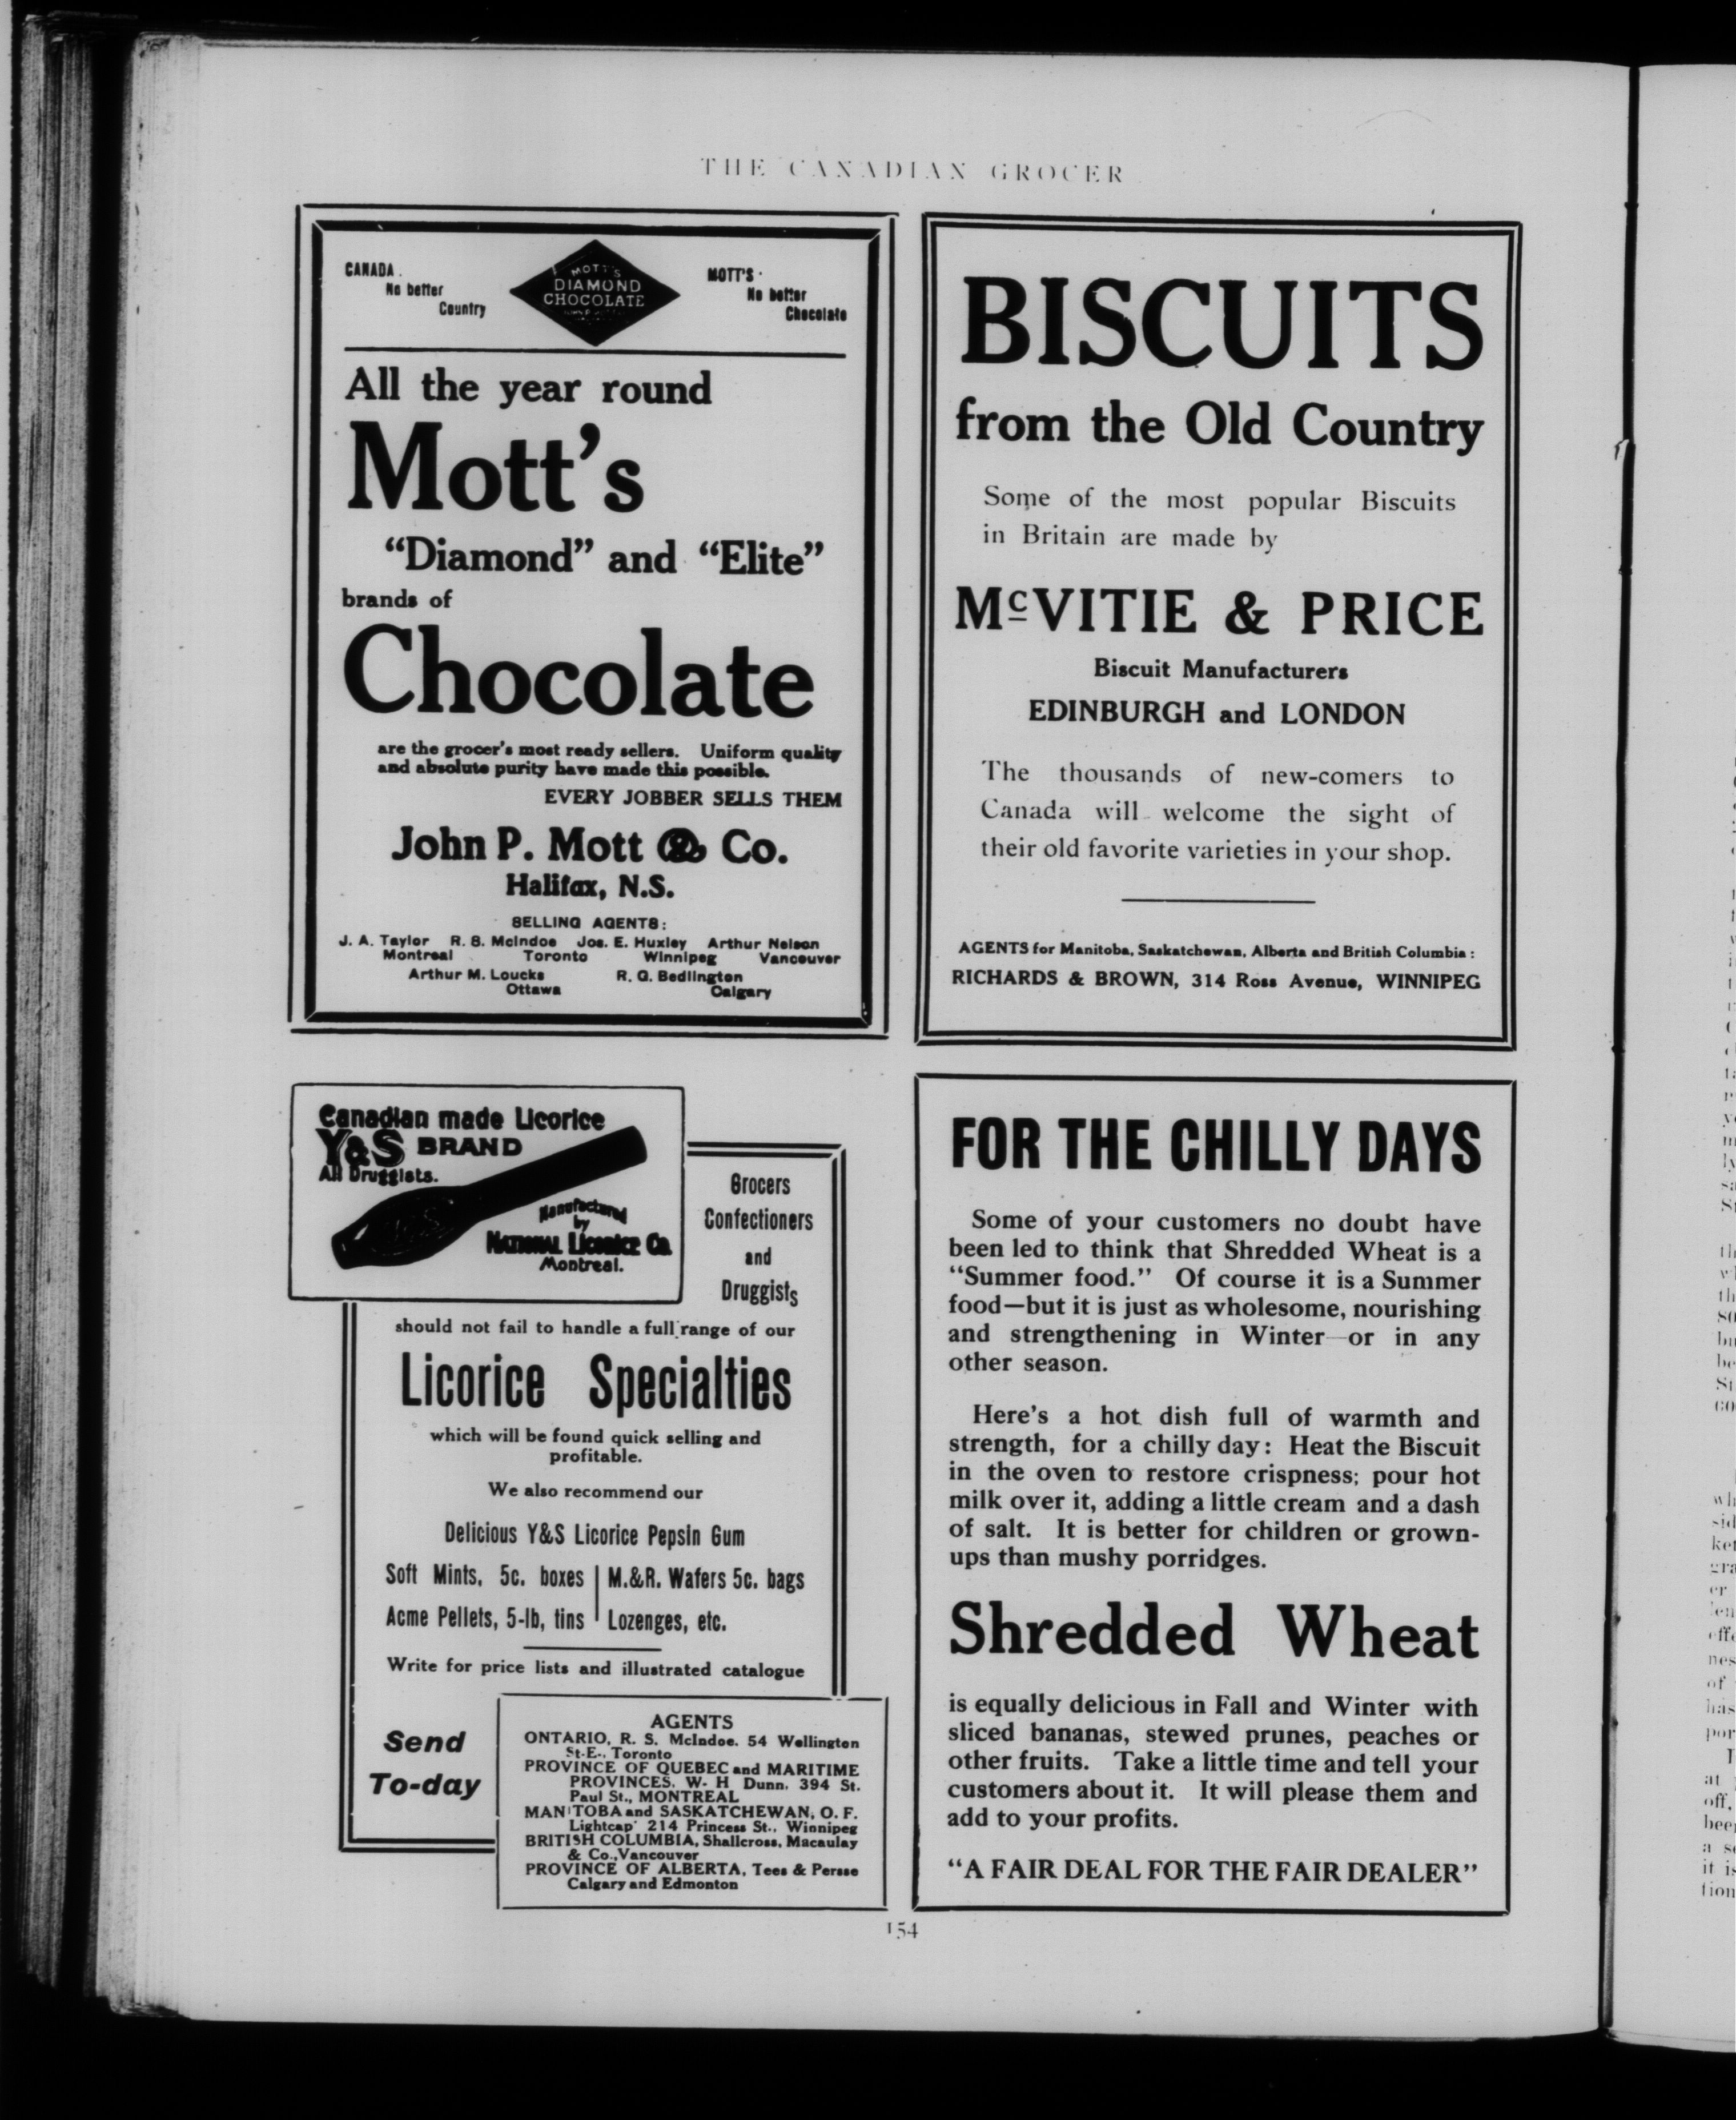 THE CANADIAN GROCER
CANADA
No better
Country
MOTT'S
DIAMOND
CHOCOLATE
MOTT'S
No better
Chocolate
All the year round
Mott's
“Diamond” and “Elite”
brands of
Chocolate
are the grocer's most ready sellers. Uniform quality
and absolute purity have made this possible.
EVERY JOBBER SELLS THEM
John P. Mott & Co.
Halifax, N.S.
SELLING AGENTS:
J. A. Taylor R. S. McIndoe Jos. E. Huxley Arthur Nelson
Montreal Toronto Winnipeg Vancouver
Arthur M. Loucks R. G. Bedlington
Ottawa Calgary
BISCUITS
from the Old Country
Some of the most popular Biscuits
in Britain are made by
McVITIE & PRICE
Biscuit Manufacturers
EDINBURGH and LONDON
The thousands of new-comers to
Canada will welcome the sight of
their old favorite varieties in your shop.
AGENTS for Manitoba, Saskatchewan, Alberta and British Columbia:
RICHARDS & BROWN, 314 Ross Avenue, WINNIPEG
Canadian made Licorice
Y&S BRAND
All Druggists.
Manufactured
by
NATIONAL LICORICE CO.
Montreal.
Grocers
Confectioners
and
Druggists
should not fail to handle a full range of our
Licorice Specialties
which will be found quick selling and
profitable.
We also recommend our
Delicious Y&S Licorice Pepsin Gum
Soft Mints, 5c. boxes | M.&R. Wafers 5c. bags
Acme Pellets, 5-lb, tins | Lozenges, etc.
Write for price lists and illustrated catalogue
Send
To-day
AGENTS
ONTARIO, R. S. McIndoe. 54 Wellington
St. E., Toronto
PROVINCE OF QUEBEC and MARITIME
PROVINCES. W. H Dunn, 394 St.
Paul St., MONTREAL
MANITOBA and SASKATCHEWAN, O. F.
Lightcap 214 Princess St., Winnipeg
BRITISH COLUMBIA, Shallcross, Macaulay
& Co., Vancouver
PROVINCE OF ALBERTA, Tees & Persse
Calgary and Edmonton
FOR THE CHILLY DAYS
Some of your customers no doubt have
been led to think that Shredded Wheat is a
“Summer food.” Of course it is a Summer
food—but it is just as wholesome, nourishing
and strengthening in Winter—or in any
other season.
Here's a hot dish full of warmth and
strength, for a chilly day: Heat the Biscuit
in the oven to restore crispness; pour hot
milk over it, adding a little cream and a dash
of salt. It is better for children or grown-
ups than mushy porridges.
Shredded Wheat
is equally delicious in Fall and Winter with
sliced bananas, stewed prunes, peaches or
other fruits. Take a little time and tell your
customers about it. It will please them and
add to your profits.
“A FAIR DEAL FOR THE FAIR DEALER”
154